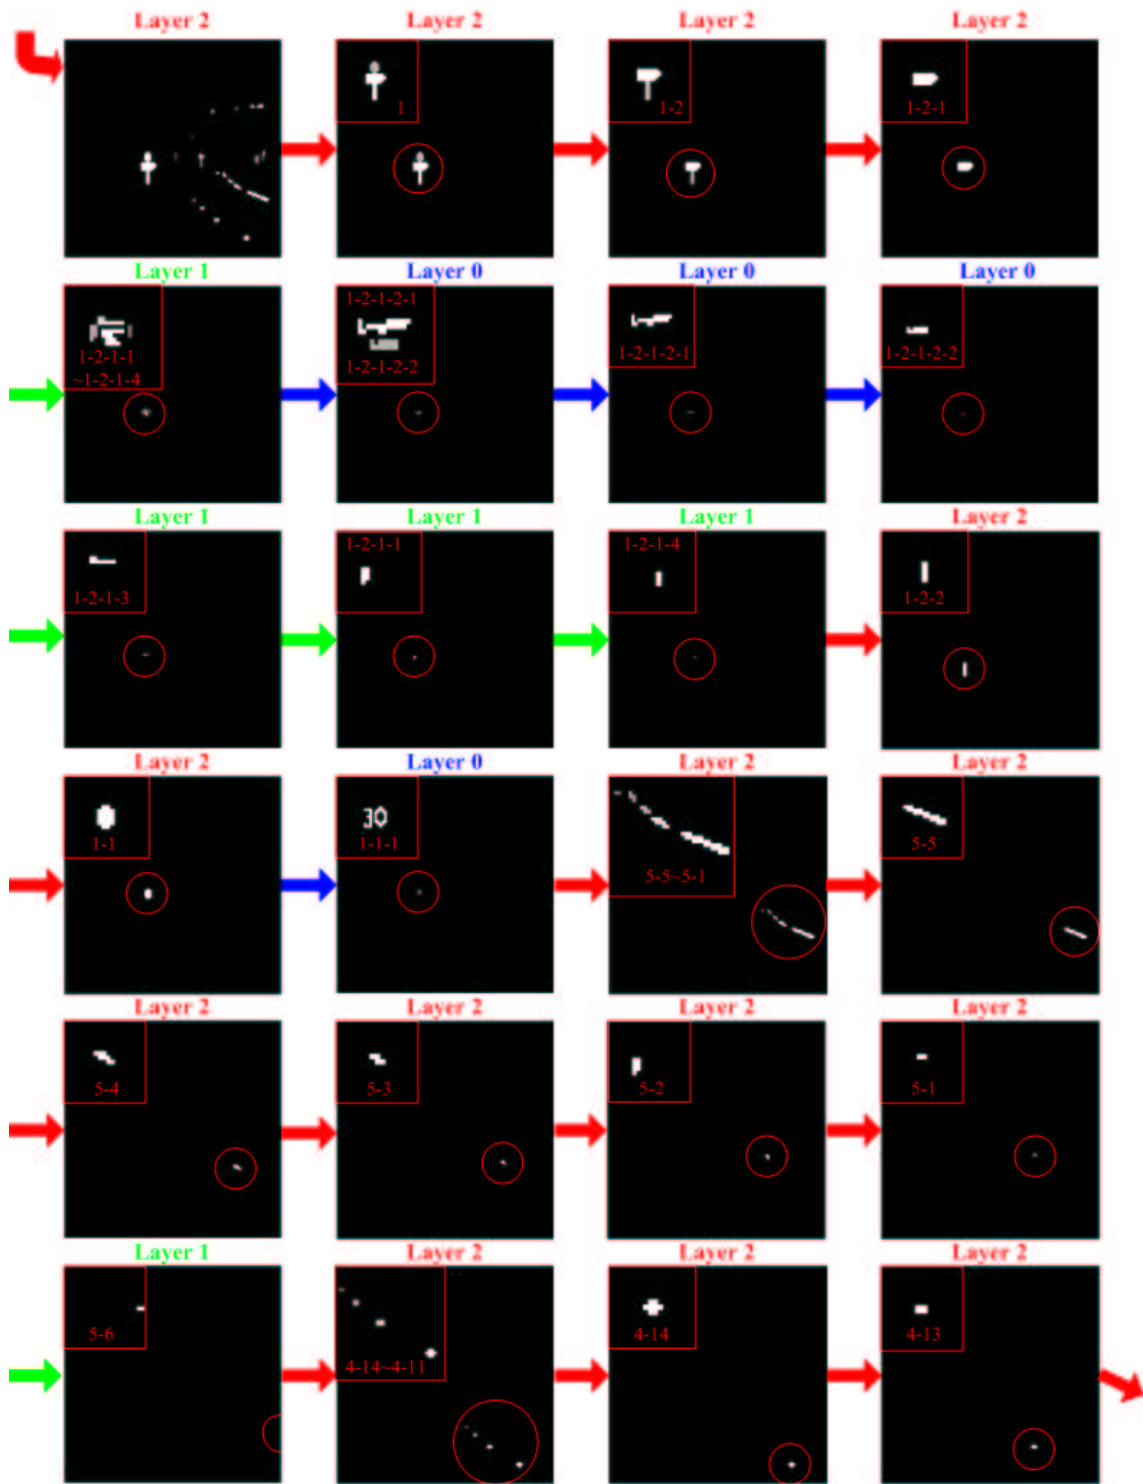 Layer 2
Layer 2
Layer 2
Layer 2
1
1-2
1-2-1
Layer 1
Layer 0
Layer 0
Layer 0
1-2-1-1
~1-2-1-4
1-2-1-2-1
1-2-1-2-2
1-2-1-2-1
1-2-1-2-2
Layer 1
Layer 1
Layer 1
Layer 2
1-2-1-3
1-2-1-1
1-2-1-4
1-2-2
Layer 2
Layer 0
Layer 2
Layer 2
1-1
30
1-1-1
5-5~5-1
5-5
Layer 2
Layer 2
Layer 2
Layer 2
5-4
5-3
5-2
5-1
Layer 1
Layer 2
Layer 2
Layer 2
5-6
4-14~4-11
4-14
4-13